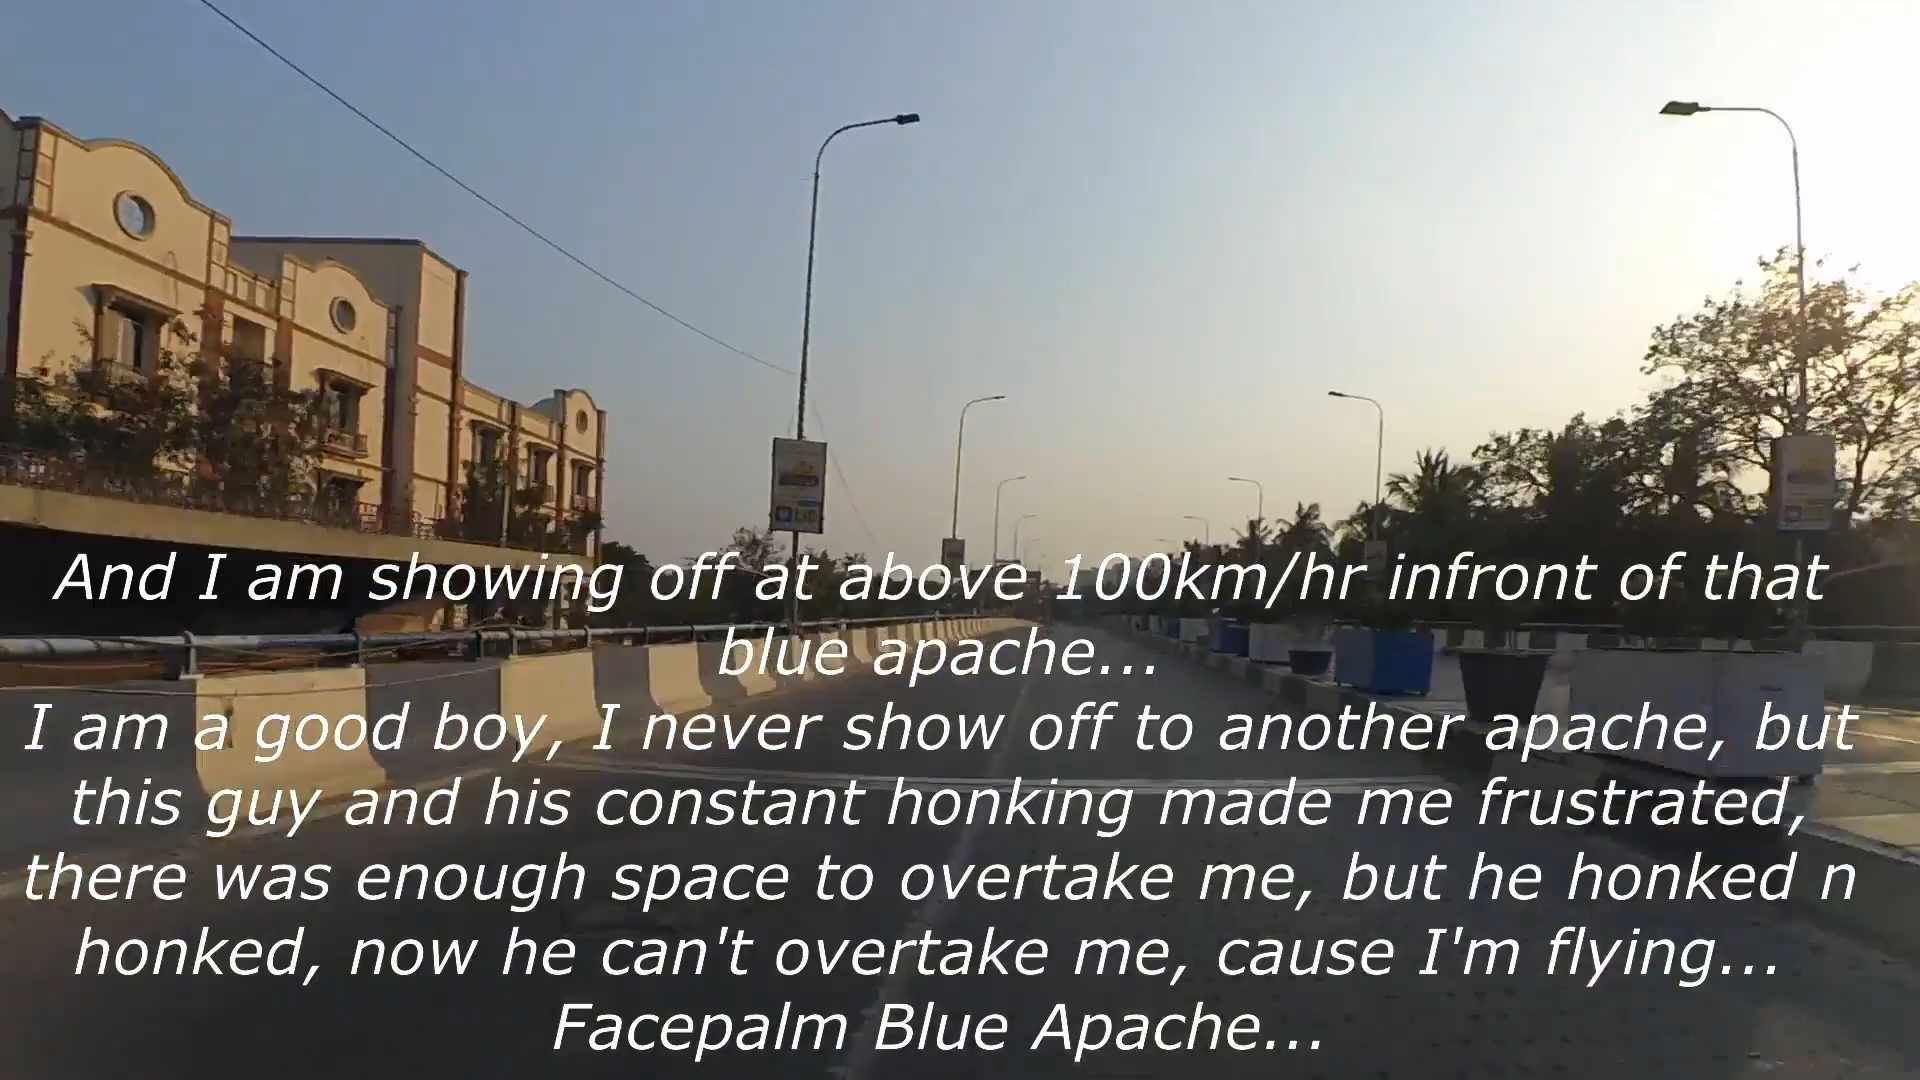 And I am showing off at above 100km/hr infront of that
blue apache...
I am a good boy, I never show off to another apache, but
this guy and his constant honking made me frustrated,
there was enough space to overtake me, but he honked n
honked, now he can't overtake me, cause I'm flying...
Facepalm Blue Apache...